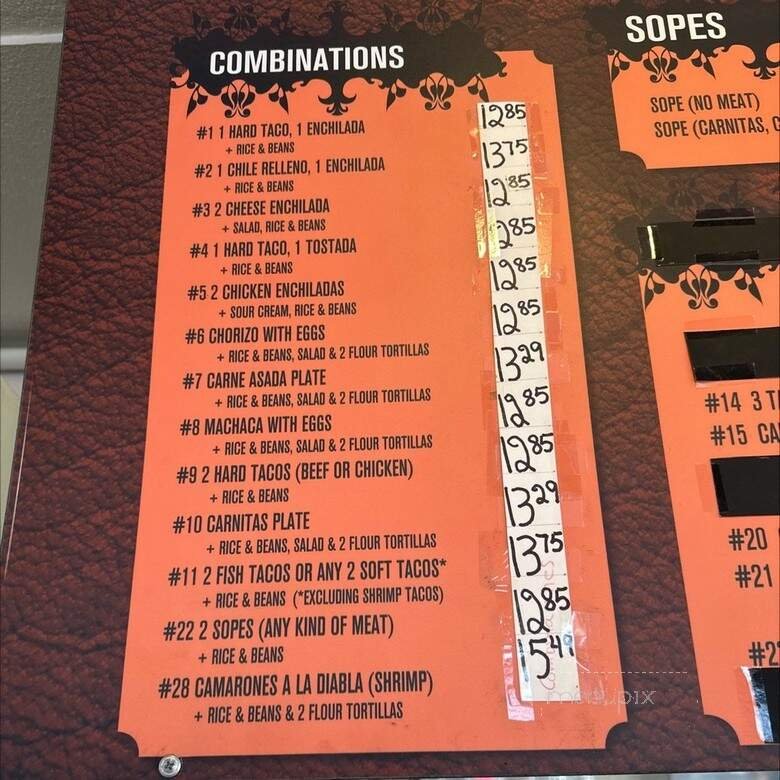 COMBINATIONS
#1 1 HARD TACO, 1 ENCHILADA 12.85
+ RICE & BEANS
#2 1 CHILE RELLENO, 1 ENCHILADA 13.75
+ RICE & BEANS
#3 2 CHEESE ENCHILADA 12.85
+ SALAD, RICE & BEANS
#4 1 HARD TACO, 1 TOSTADA 12.85
+ RICE & BEANS
#5 2 CHICKEN ENCHILADAS 12.85
+ SOUR CREAM, RICE & BEANS
#6 CHORIZO WITH EGGS 12.85
+ RICE & BEANS, SALAD & 2 FLOUR TORTILLAS
#7 CARNE ASADA PLATE 13.29
+ RICE & BEANS, SALAD & 2 FLOUR TORTILLAS
#8 MACHACA WITH EGGS 12.85
+ RICE & BEANS, SALAD & 2 FLOUR TORTILLAS
#9 2 HARD TACOS (BEEF OR CHICKEN) 12.85
+ RICE & BEANS
#10 CARNITAS PLATE 13.29
+ RICE & BEANS, SALAD & 2 FLOUR TORTILLAS
#11 2 FISH TACOS OR ANY 2 SOFT TACOS* 13.75
+ RICE & BEANS (*EXCLUDING SHRIMP TACOS)
#22 2 SOPES (ANY KIND OF MEAT) 12.85
+ RICE & BEANS
#28 CAMARONES A LA DIABLA (SHRIMP) 15.49
+ RICE & BEANS & 2 FLOUR TORTILLAS
SOPES
SOPE (NO MEAT)
SOPE (CARNITAS,
#14 3
#15
#20
#21